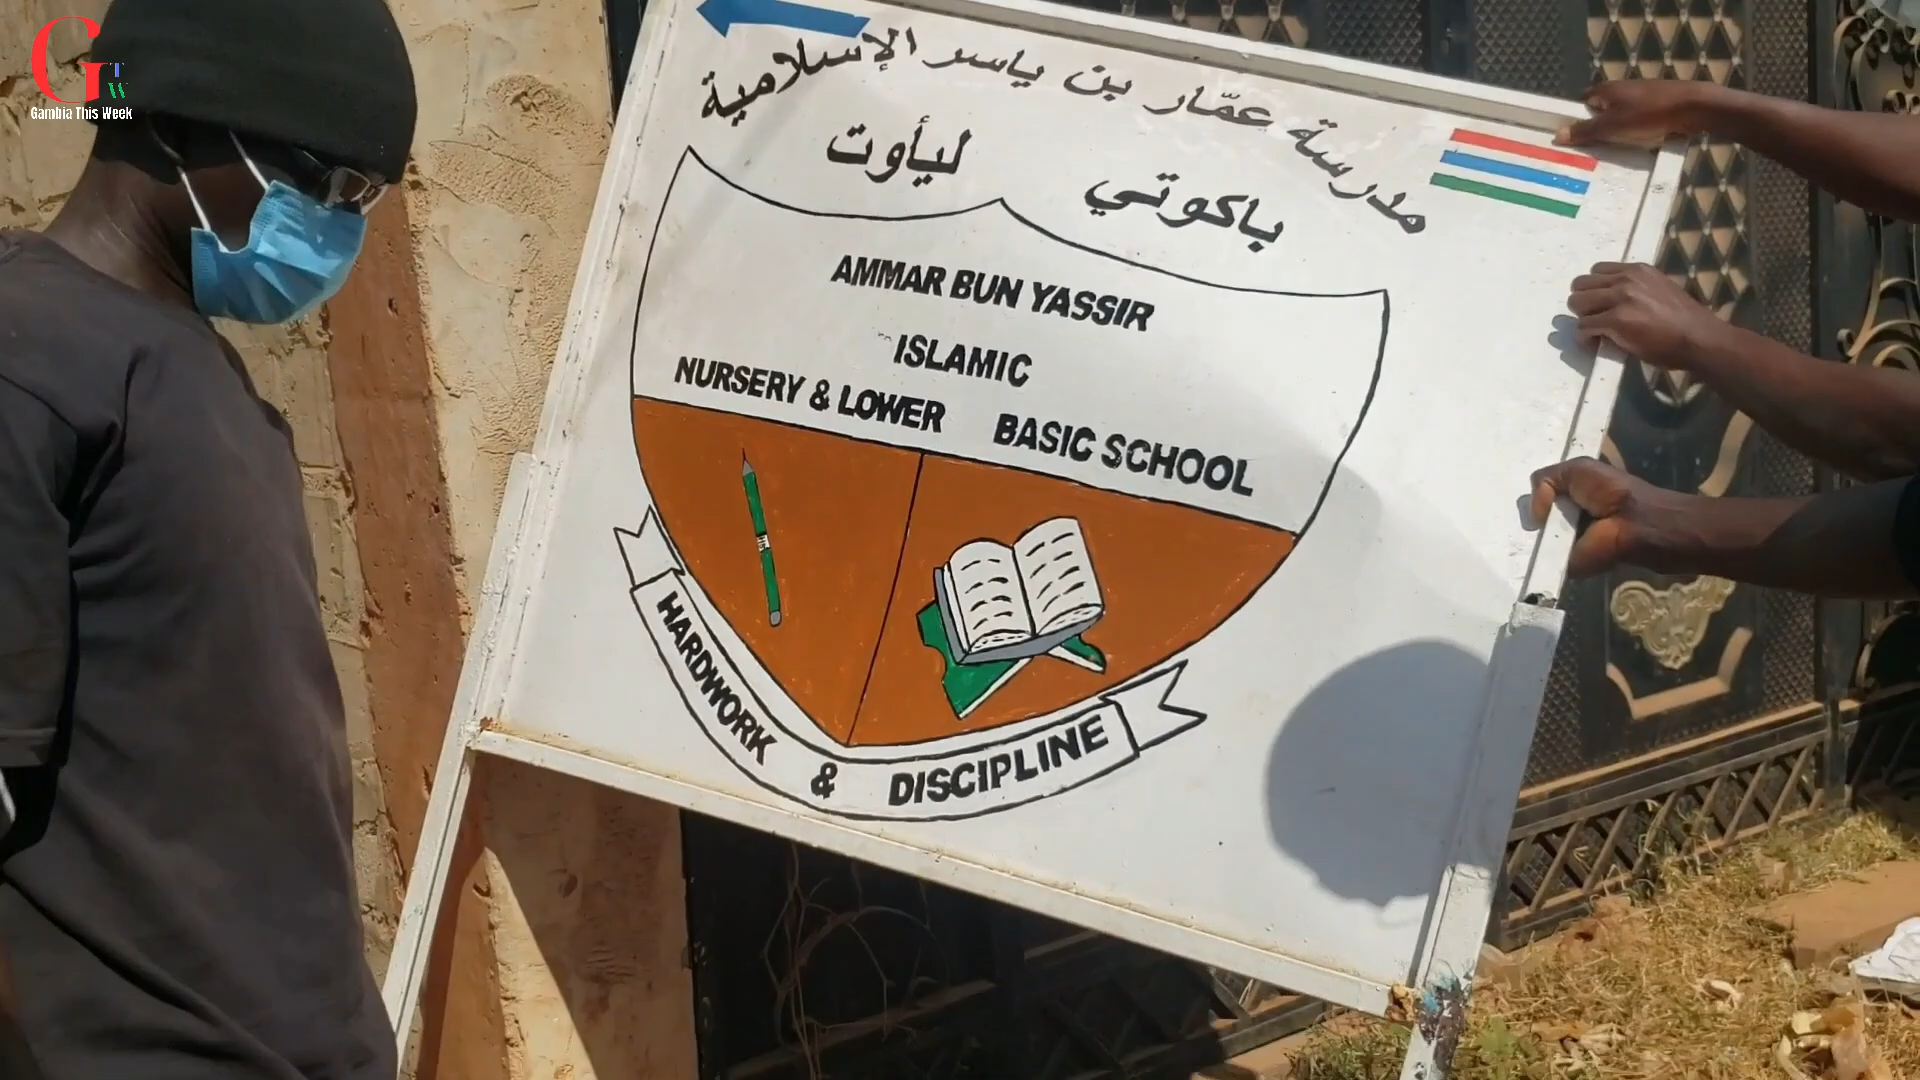 G
T
W
Gambia This Week
مدرسة عمّار بن ياسر الإسلامية
باكوتي ليأوت
AMMAR BUN YASSIR
ISLAMIC
NURSERY & LOWER BASIC SCHOOL
HARDWORK & DISCIPLINE